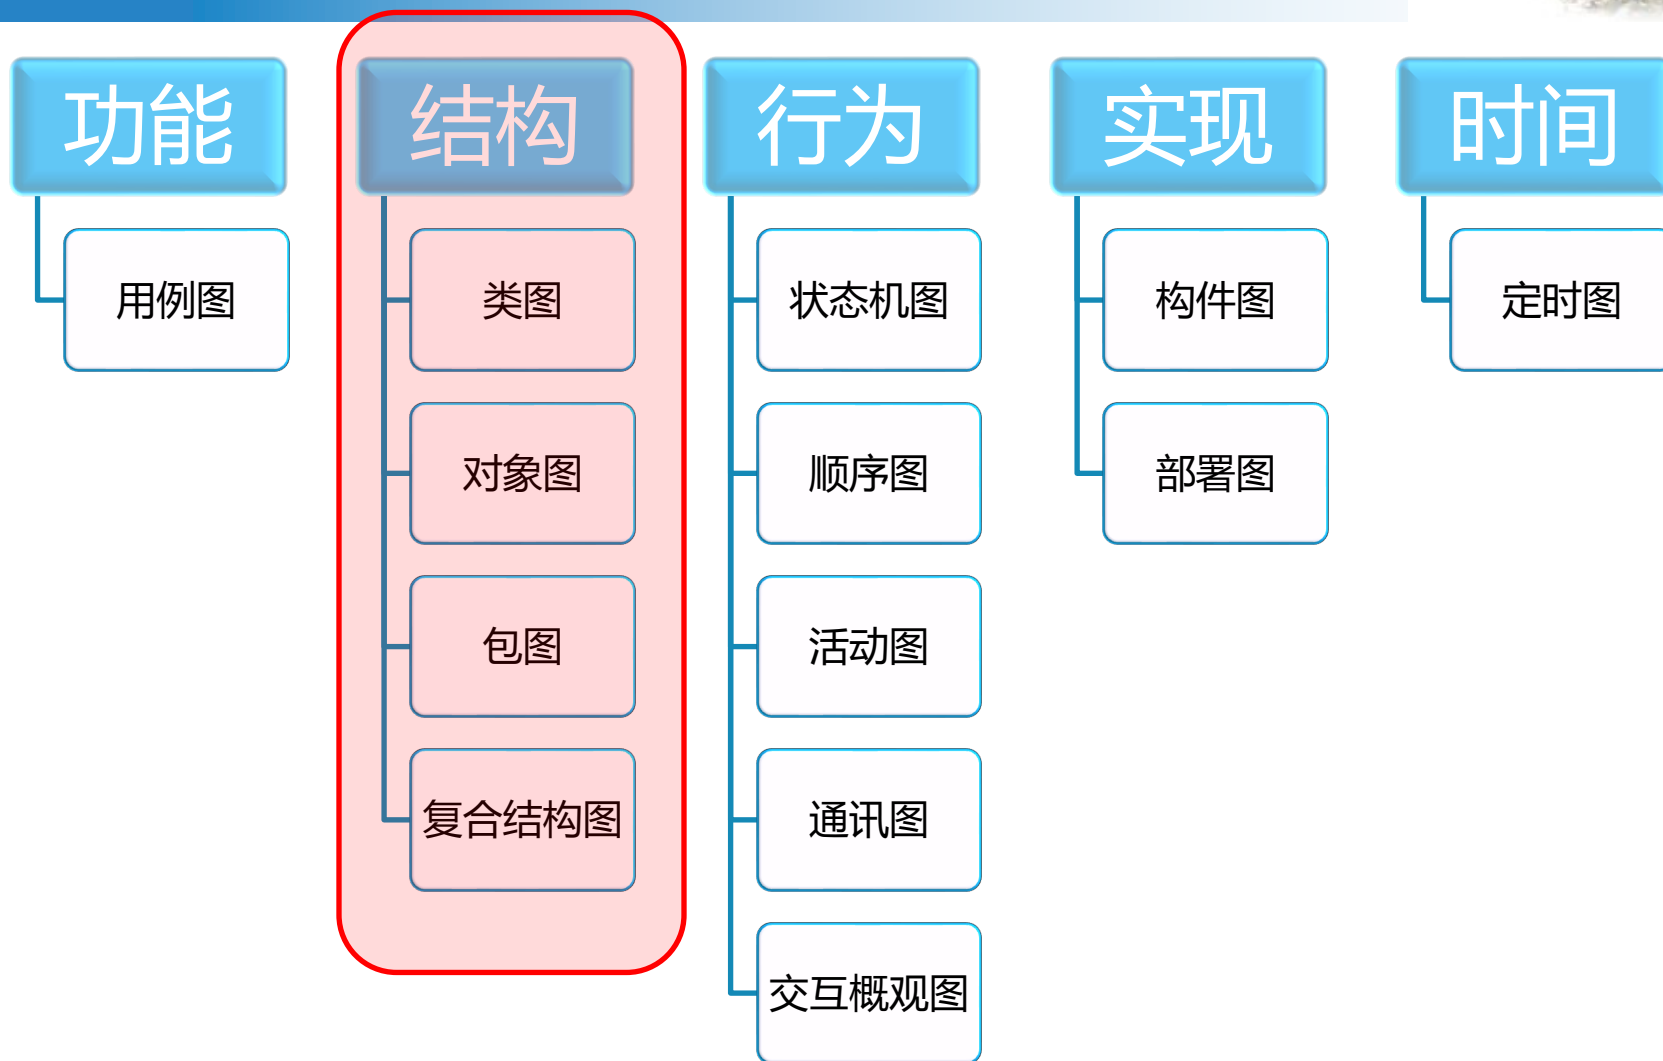 功能
用例图
结构
类图
对象图
包图
复合结构图
行为
状态机图
顺序图
活动图
通讯图
交互概观图
实现
构件图
部署图
时间
定时图